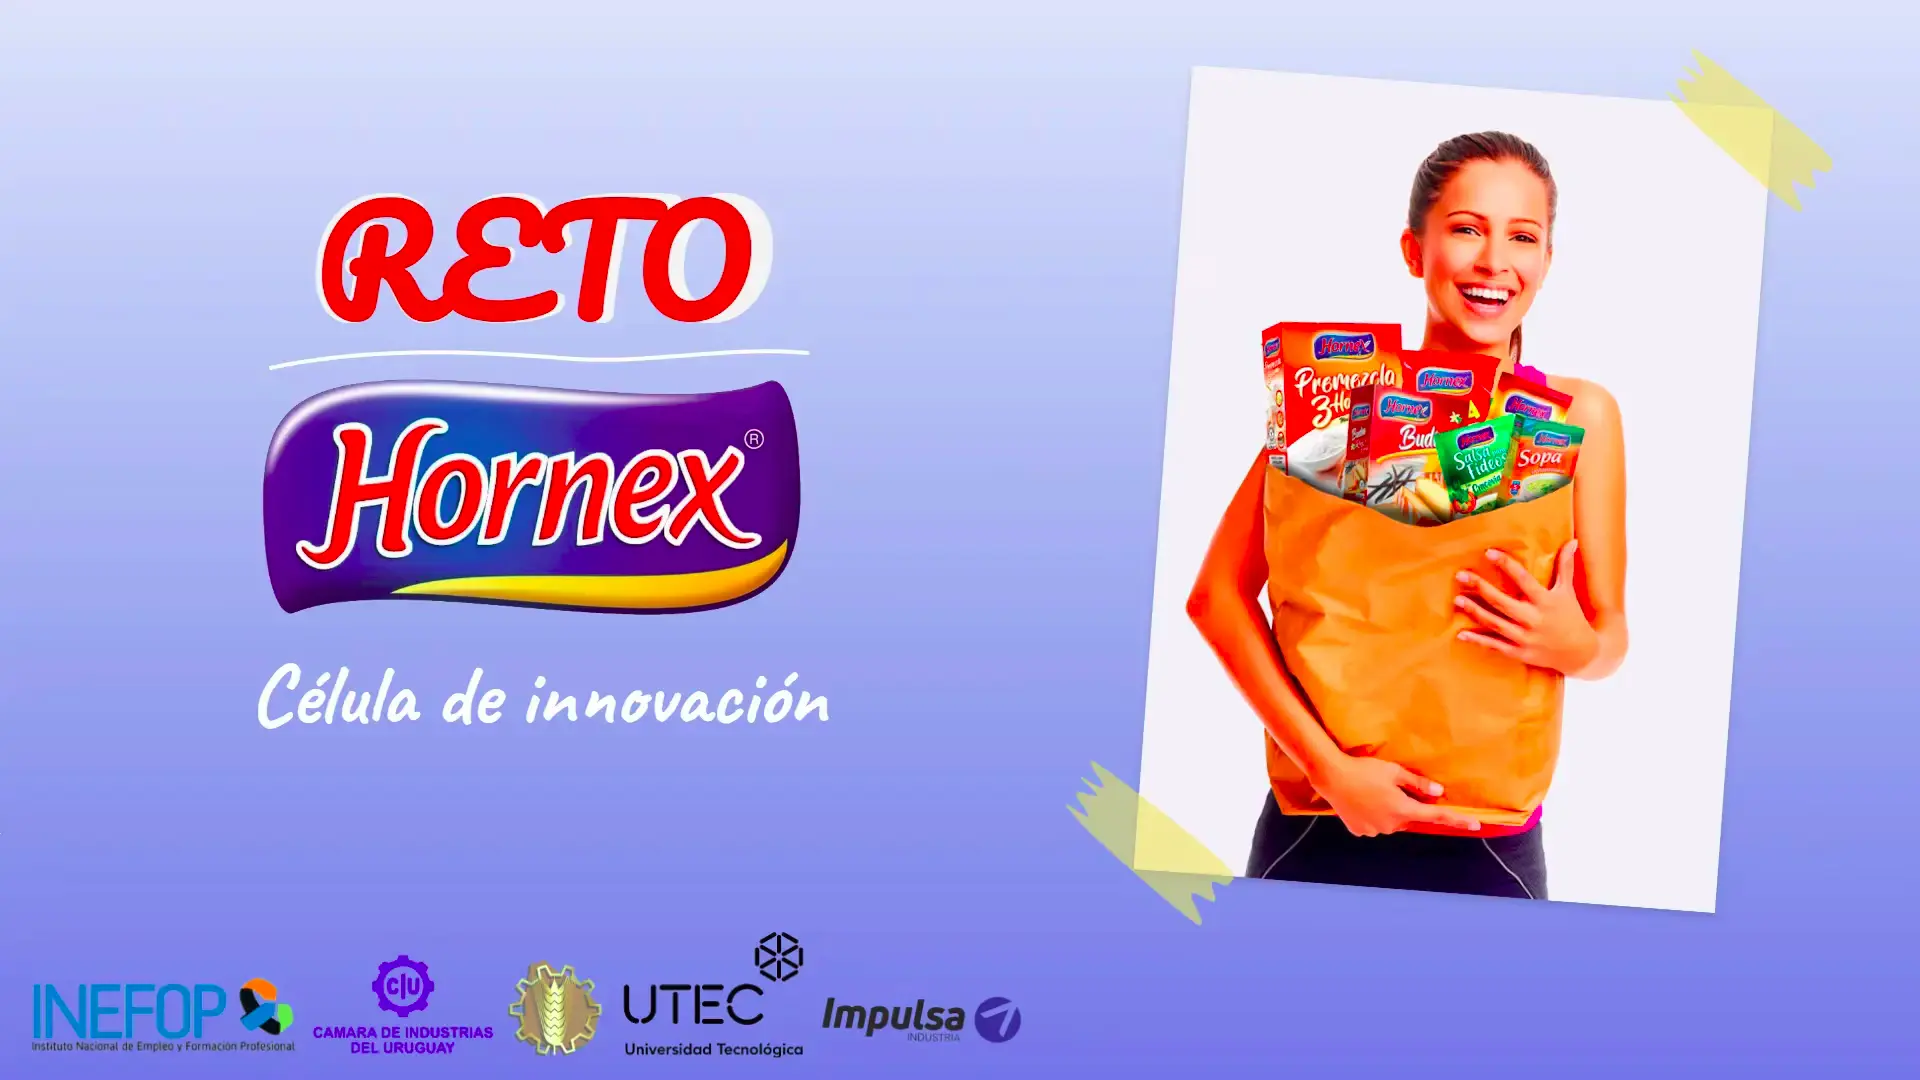 RETO
Hornex®
Célula de innovación
Hornex
Premezcla
3
Hornex
Hornex
Hornex
Salsa
Fideos
Hornex
Sopa
INEFOP
Instituto Nacional de Empleo y Formación Profesional
CIU
CAMARA DE INDUSTRIAS
DEL URUGUAY
UTEC
Universidad Tecnológica
Impulsa
INDUSTRIA